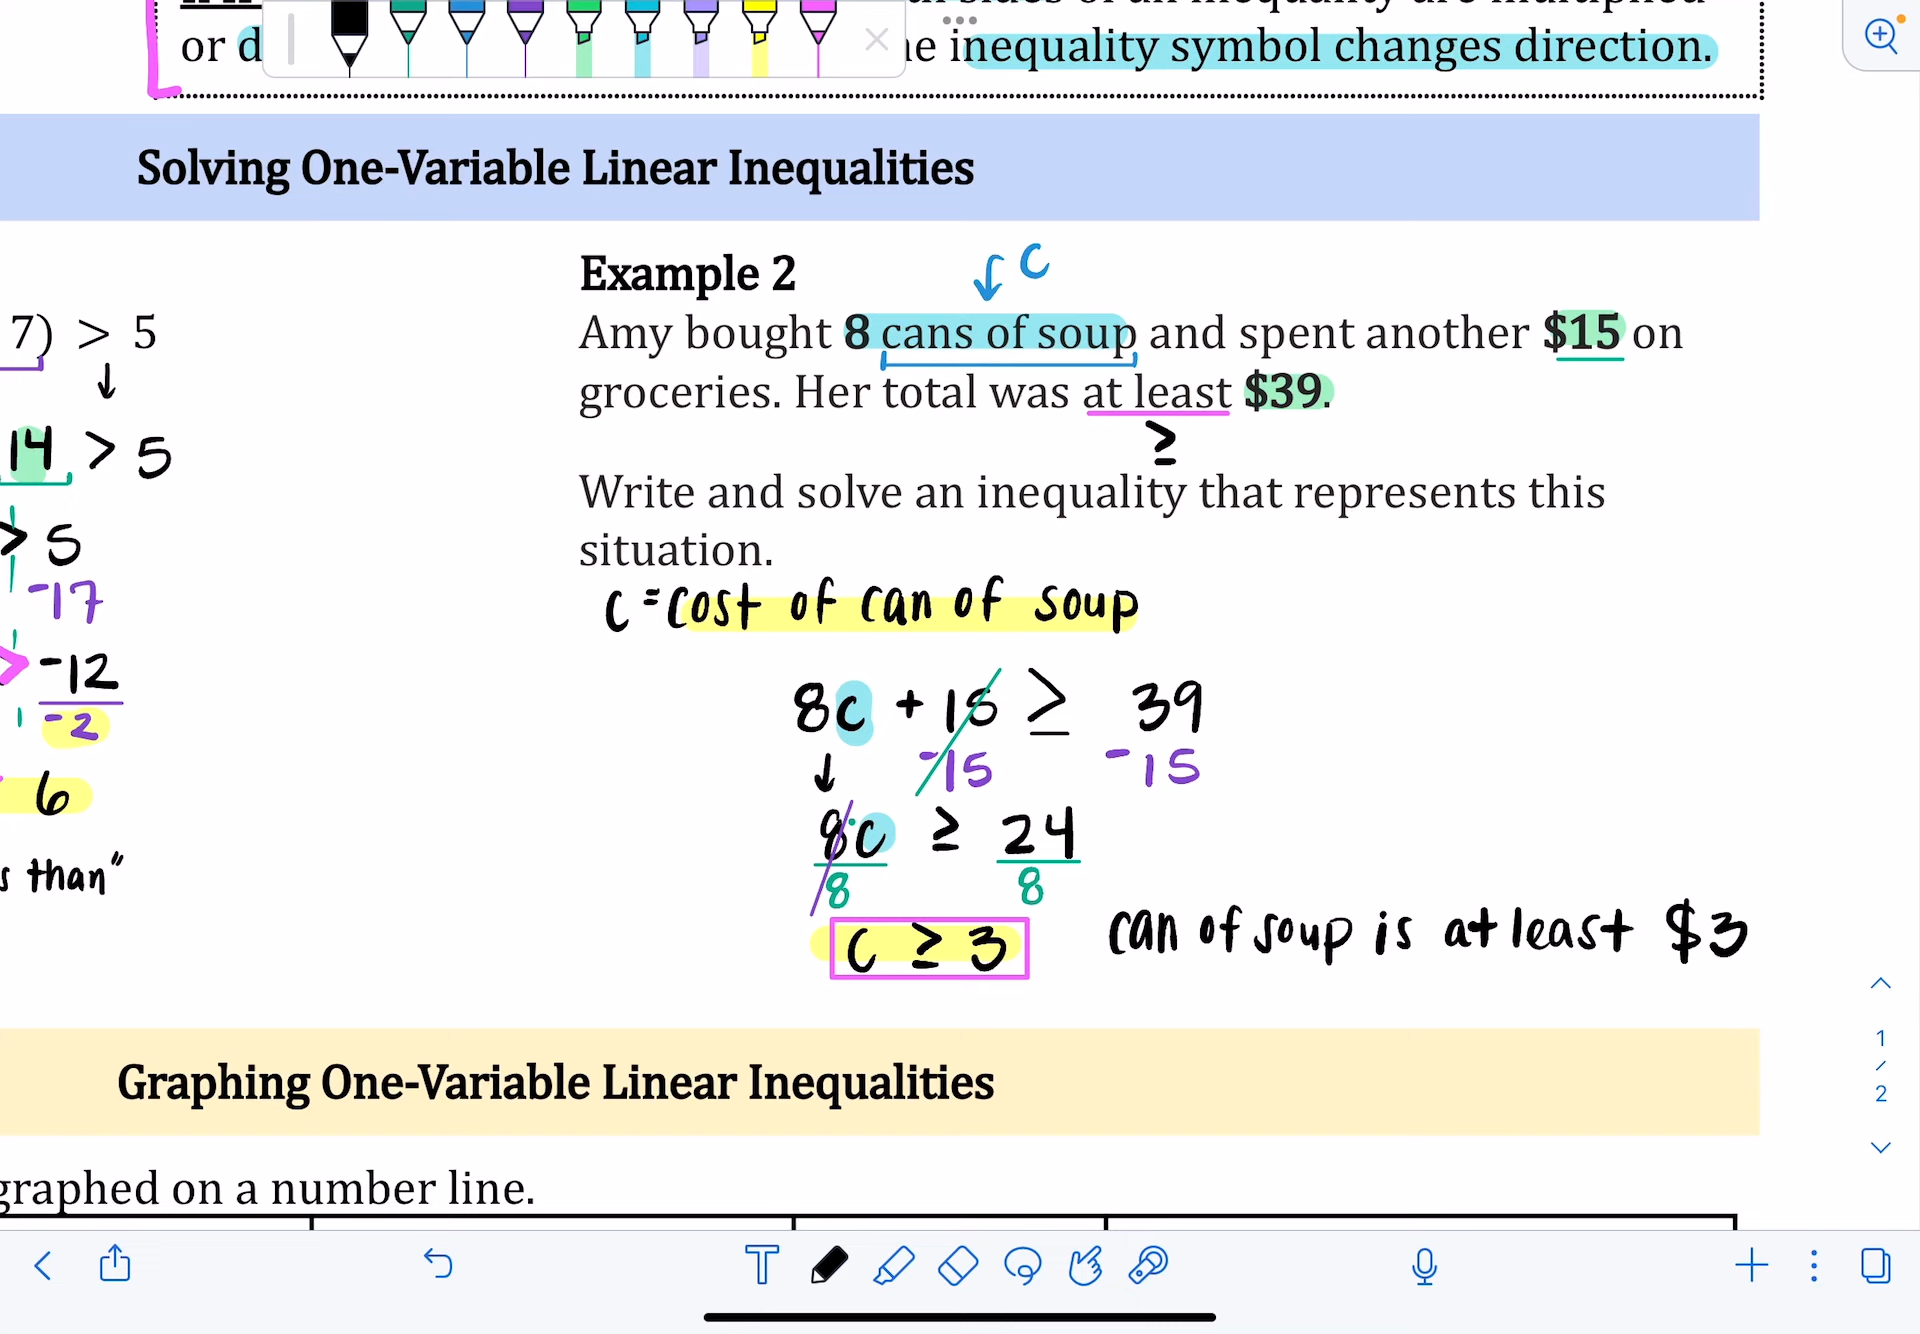 inequality are multiplied
or d
inequality symbol changes direction.
Solving One-Variable Linear Inequalities
7) > 5
14 > 5
> 5
-17
> -12
-2
6
than"
Example 2
c
Amy bought 8 cans of soup and spent another $15 on
groceries. Her total was at least $39.
≥
Write and solve an inequality that represents this
situation.
c = cost of can of soup
8c + 15 ≥ 39
-15 -15
8c ≥ 24
8 8
c ≥ 3
can of soup is at least $3
Graphing One-Variable Linear Inequalities
graphed on a number line.
1
/
2
T